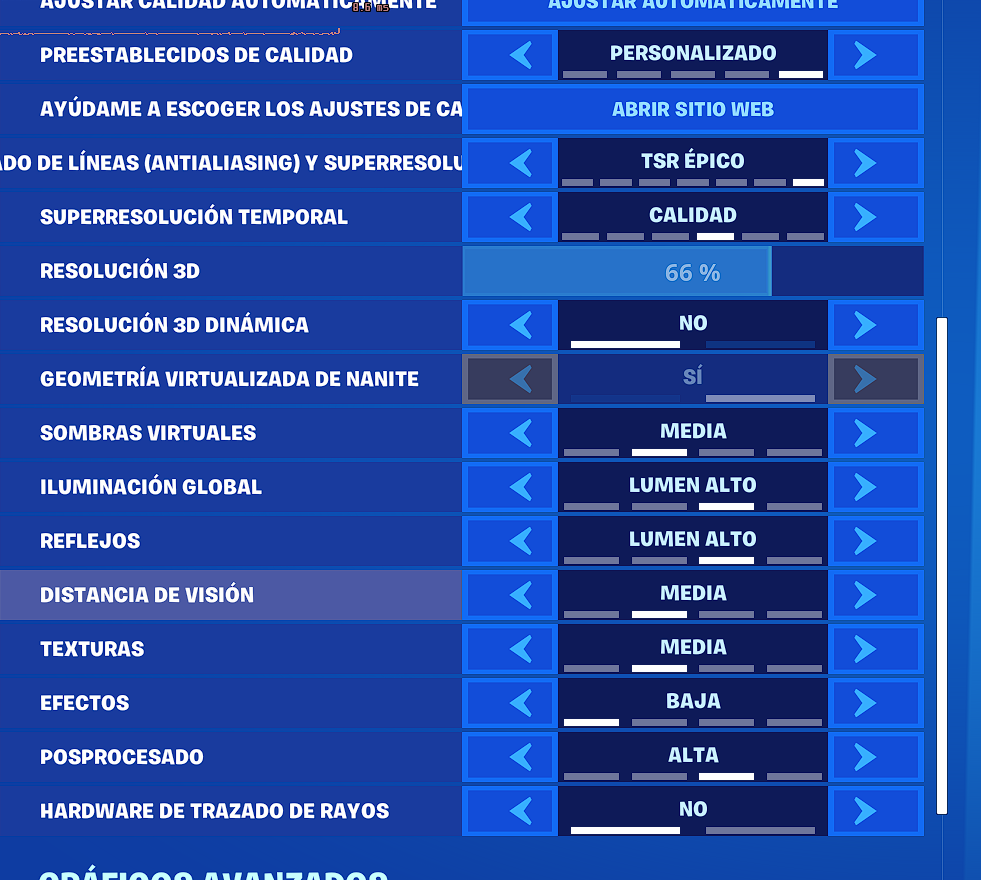 AJUSTAR CALIDAD AUTOMÁTICAMENTE AJUSTAR AUTOMÁTICAMENTE
8.6 ms
PREESTABLECIDOS DE CALIDAD PERSONALIZADO
AYÚDAME A ESCOGER LOS AJUSTES DE CA ABRIR SITIO WEB
ADO DE LÍNEAS (ANTIALIASING) Y SUPERRESOLU TSR ÉPICO
SUPERRESOLUCIÓN TEMPORAL CALIDAD
RESOLUCIÓN 3D 66 %
RESOLUCIÓN 3D DINÁMICA NO
GEOMETRÍA VIRTUALIZADA DE NANITE SÍ
SOMBRAS VIRTUALES MEDIA
ILUMINACIÓN GLOBAL LUMEN ALTO
REFLEJOS LUMEN ALTO
DISTANCIA DE VISIÓN MEDIA
TEXTURAS MEDIA
EFECTOS BAJA
POSPROCESADO ALTA
HARDWARE DE TRAZADO DE RAYOS NO
GRÁFICOS AVANZADOS